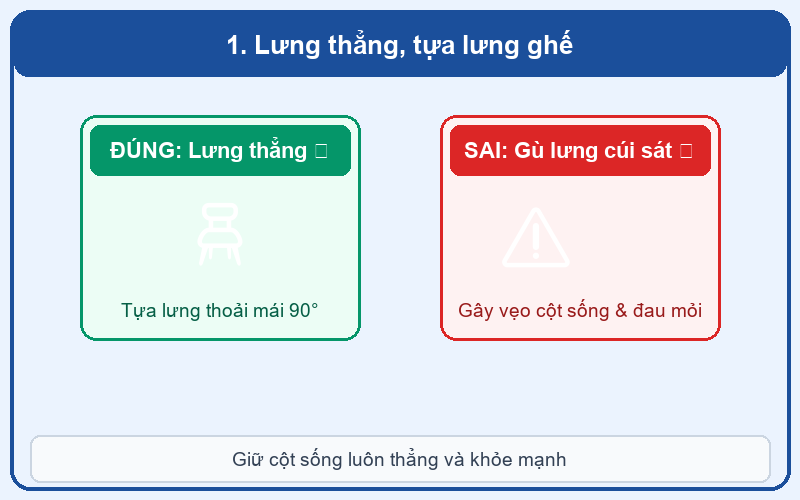 1. Lưng thẳng, tựa lưng ghế
ĐÚNG: Lưng thẳng
SAI: Gù lưng cúi sát
Tựa lưng thoải mái 90°
Gây vẹo cột sống & đau mỏi
Giữ cột sống luôn thẳng và khỏe mạnh